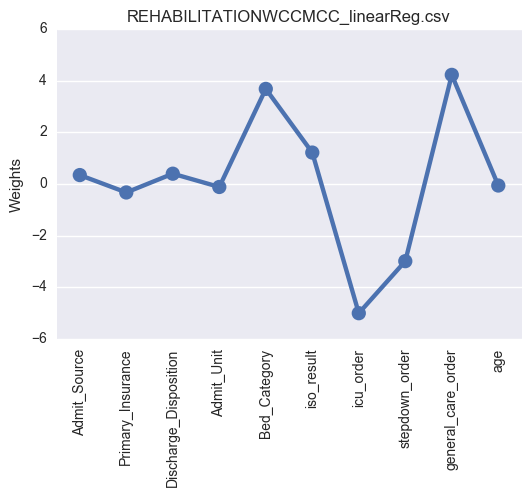 REHABILITATIONWCCMCC_linearReg.csv
6
4
2
0
−2
−4
−6
Weights
Admit_Source
Primary_Insurance
Discharge_Disposition
Admit_Unit
Bed_Category
iso_result
icu_order
stepdown_order
general_care_order
age